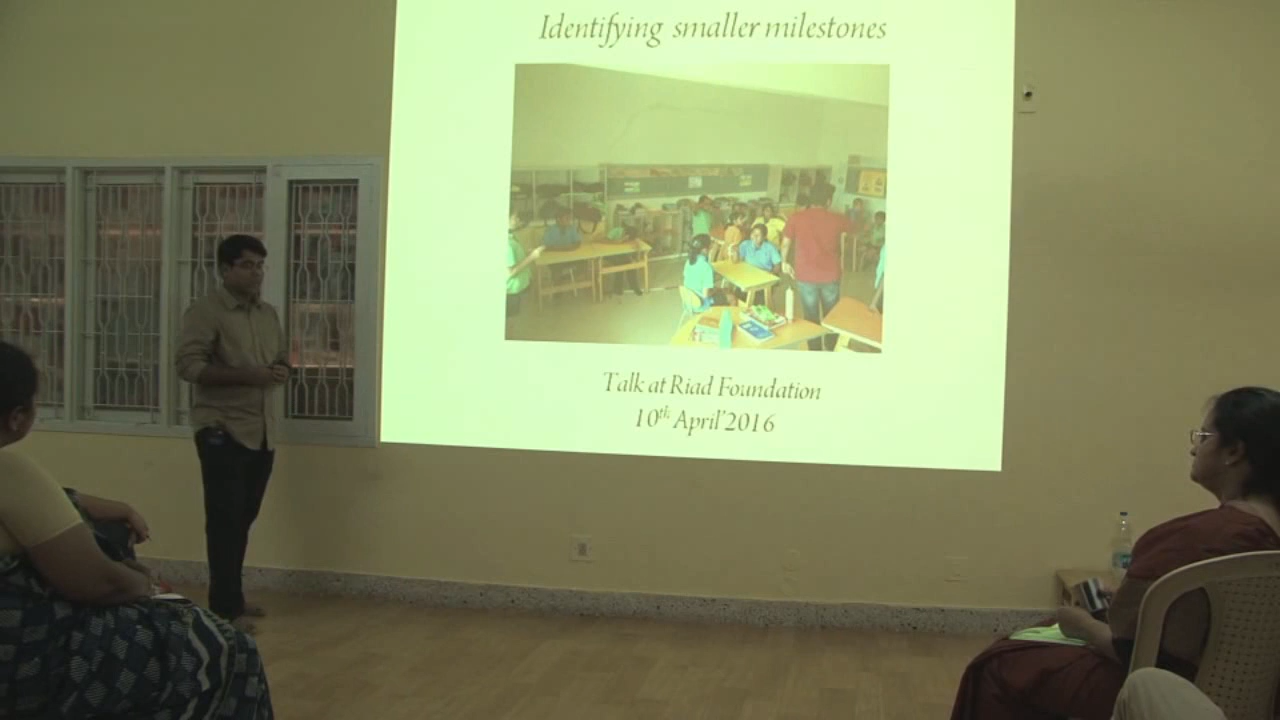 Identifying smaller milestones
Talk at Riad Foundation
10th April'2016